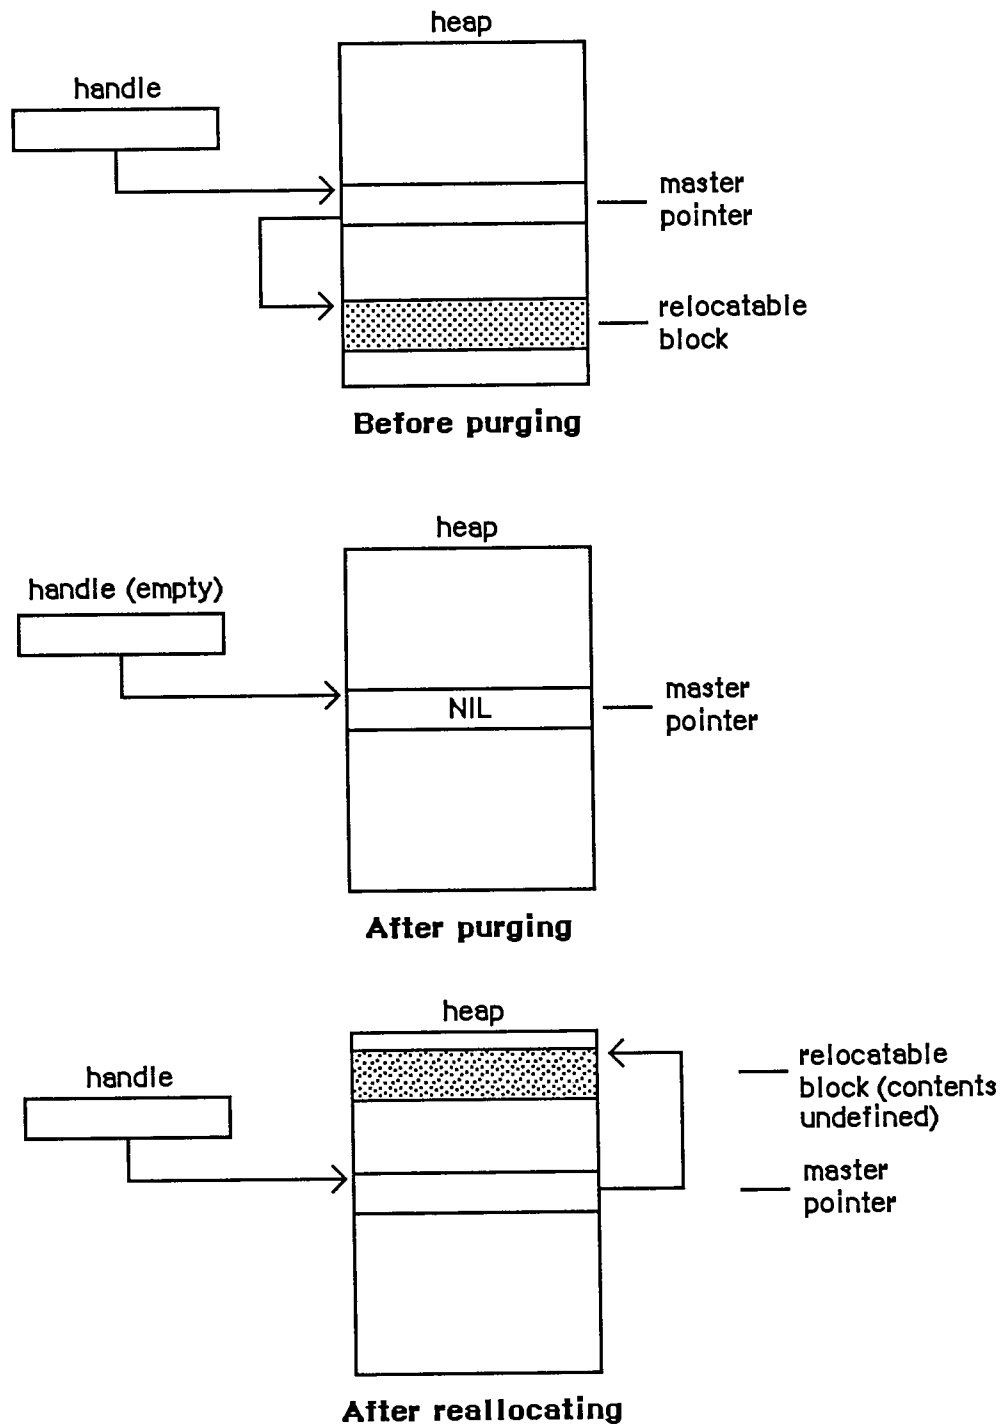 heap
handle
master
pointer
relocatable
block
Before purging
heap
handle (empty)
NIL
master
pointer
After purging
heap
handle
relocatable
block (contents
undefined)
master
pointer
After reallocating